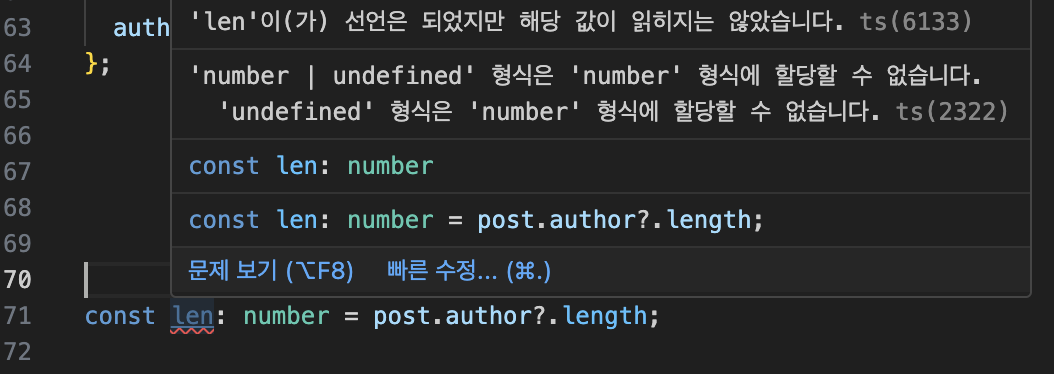 'len'이(가) 선언은 되었지만 해당 값이 읽히지는 않았습니다. ts(6133)
63 auth
64 };
'number | undefined' 형식은 'number' 형식에 할당할 수 없습니다.
65
'undefined' 형식은 'number' 형식에 할당할 수 없습니다. ts(2322)
66
67 const len: number
68
69 const len: number = post.author?.length;
70 문제 보기 (⌥F8) 빠른 수정... (⌘.)
71 const len: number = post.author?.length;
72